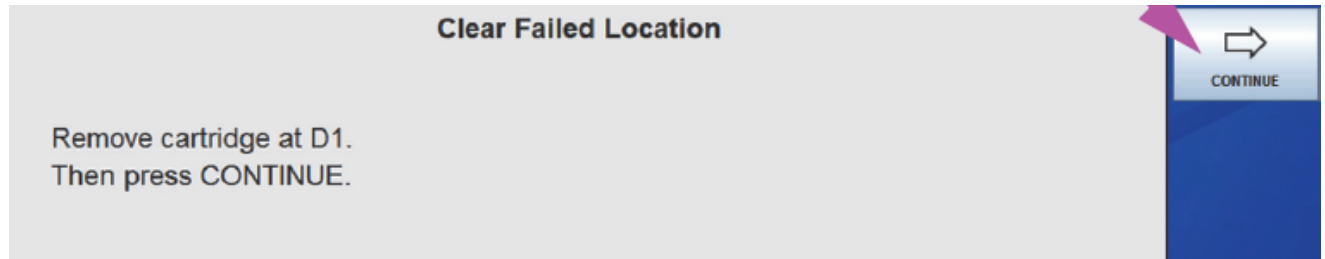 Clear Failed Location
CONTINUE
Remove cartridge at D1.
Then press CONTINUE.